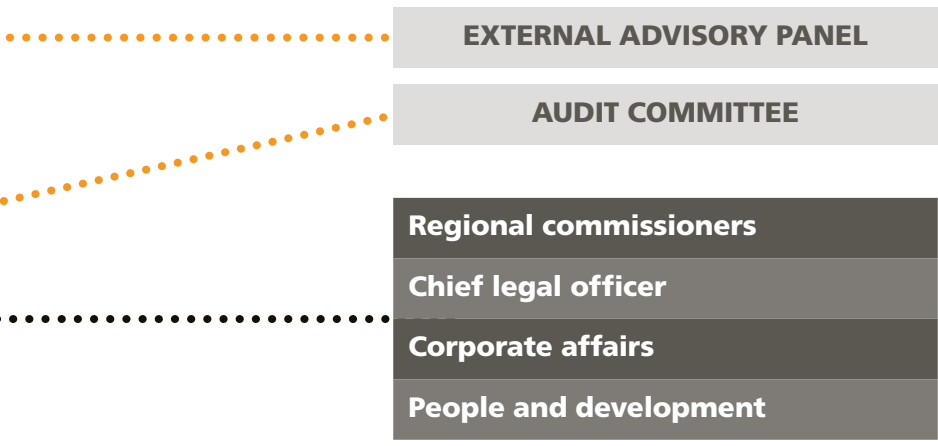 EXTERNAL ADVISORY PANEL
AUDIT COMMITTEE
Regional commissioners
Chief legal officer
Corporate affairs
People and development